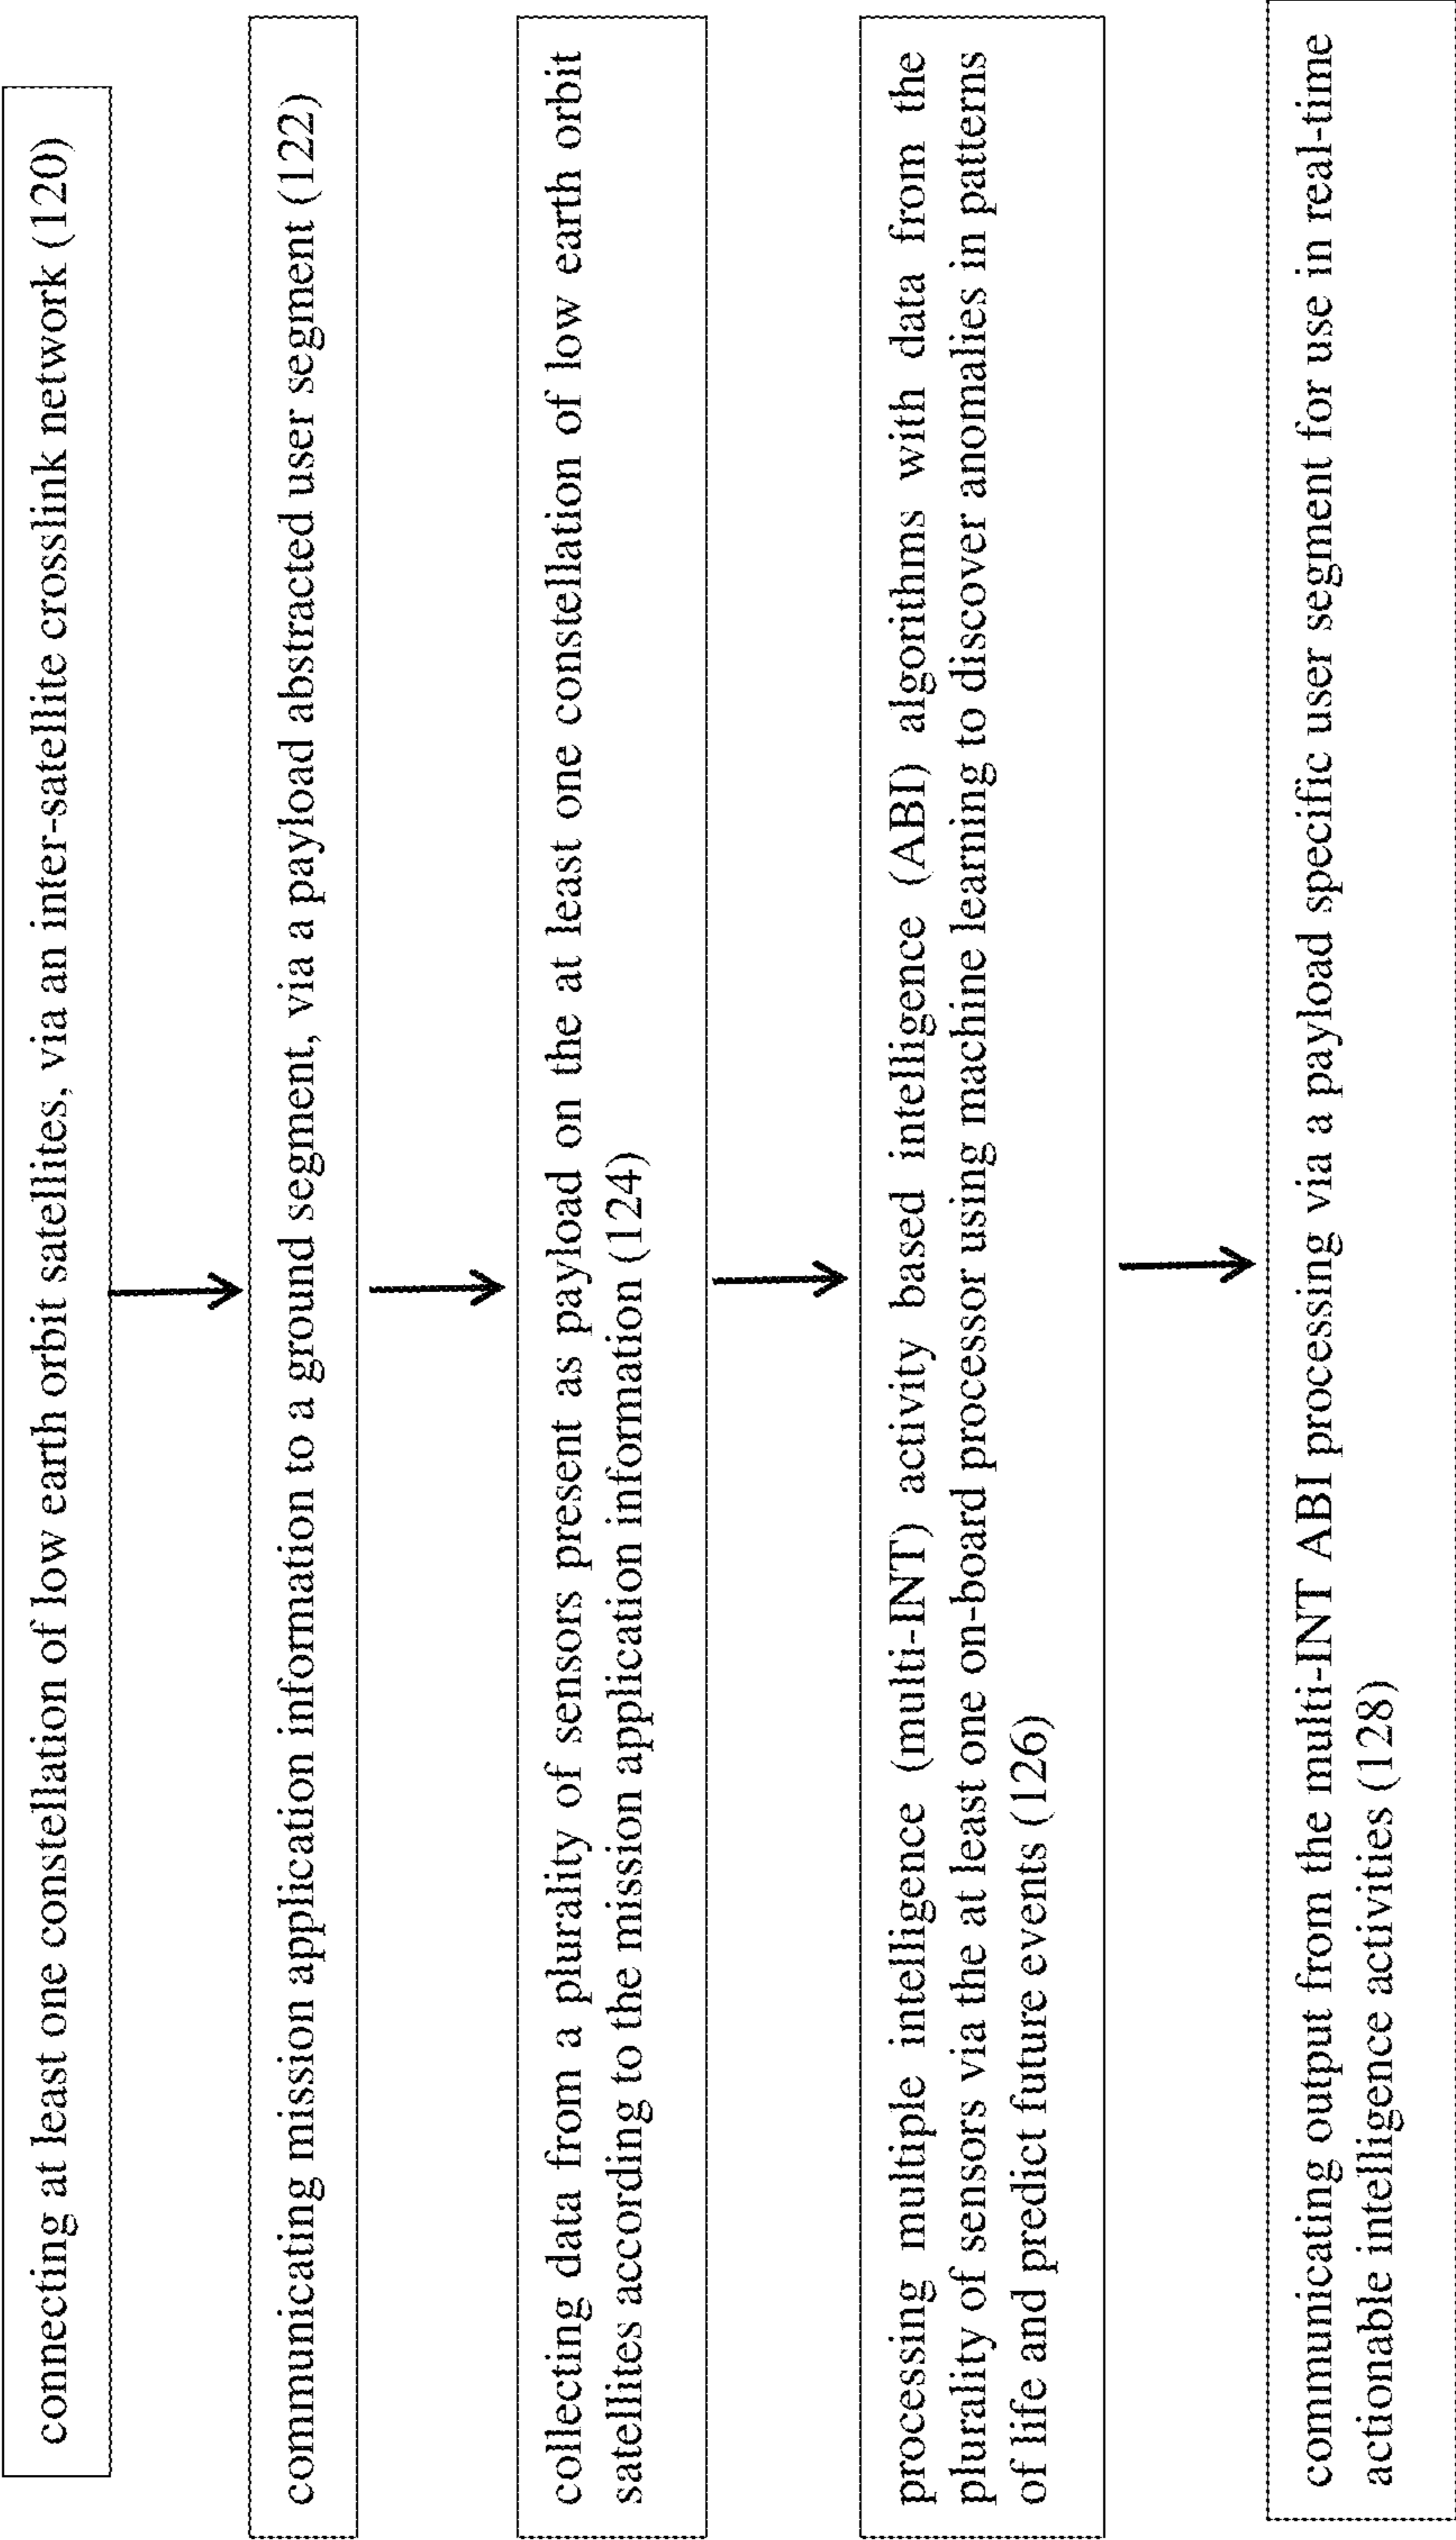 connecting at least one constellation of low earth orbit satellites, via an inter-satellite crosslink network (120)
communicating mission application information to a ground segment, via a payload abstracted user segment (122)
collecting data from a plurality of sensors present as payload on the at least one constellation of low earth orbit
satellites according to the mission application information (124)
processing multiple intelligence (multi-INT) activity based intelligence (ABI) algorithms with data from the
plurality of sensors via the at least one on-board processor using machine learning to discover anomalies in patterns
of life and predict future events (126)
communicating output from the multi-INT ABI processing via a payload specific user segment for use in real-time
actionable intelligence activities (128)